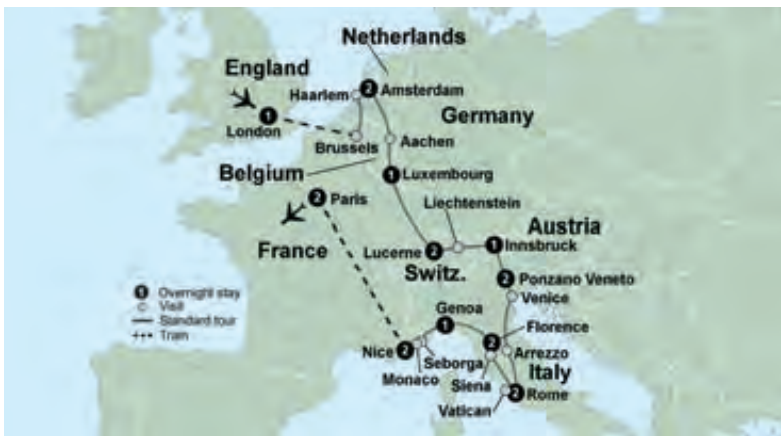 Netherlands
England
Haarlem
2
Amsterdam
1
London
Germany
Brussels
Aachen
Belgium
1
Luxembourg
2
Paris
Liechtenstein
Austria
France
Lucerne
2
1
Innsbruck
Switz.
2
Ponzano Veneto
1 Overnight stay
Visit
Standard tour
Train
Venice
Genoa
1
Florence
Nice
2
2
Arrezzo
Seborga
Monaco
Siena
Italy
2
Rome
Vatican